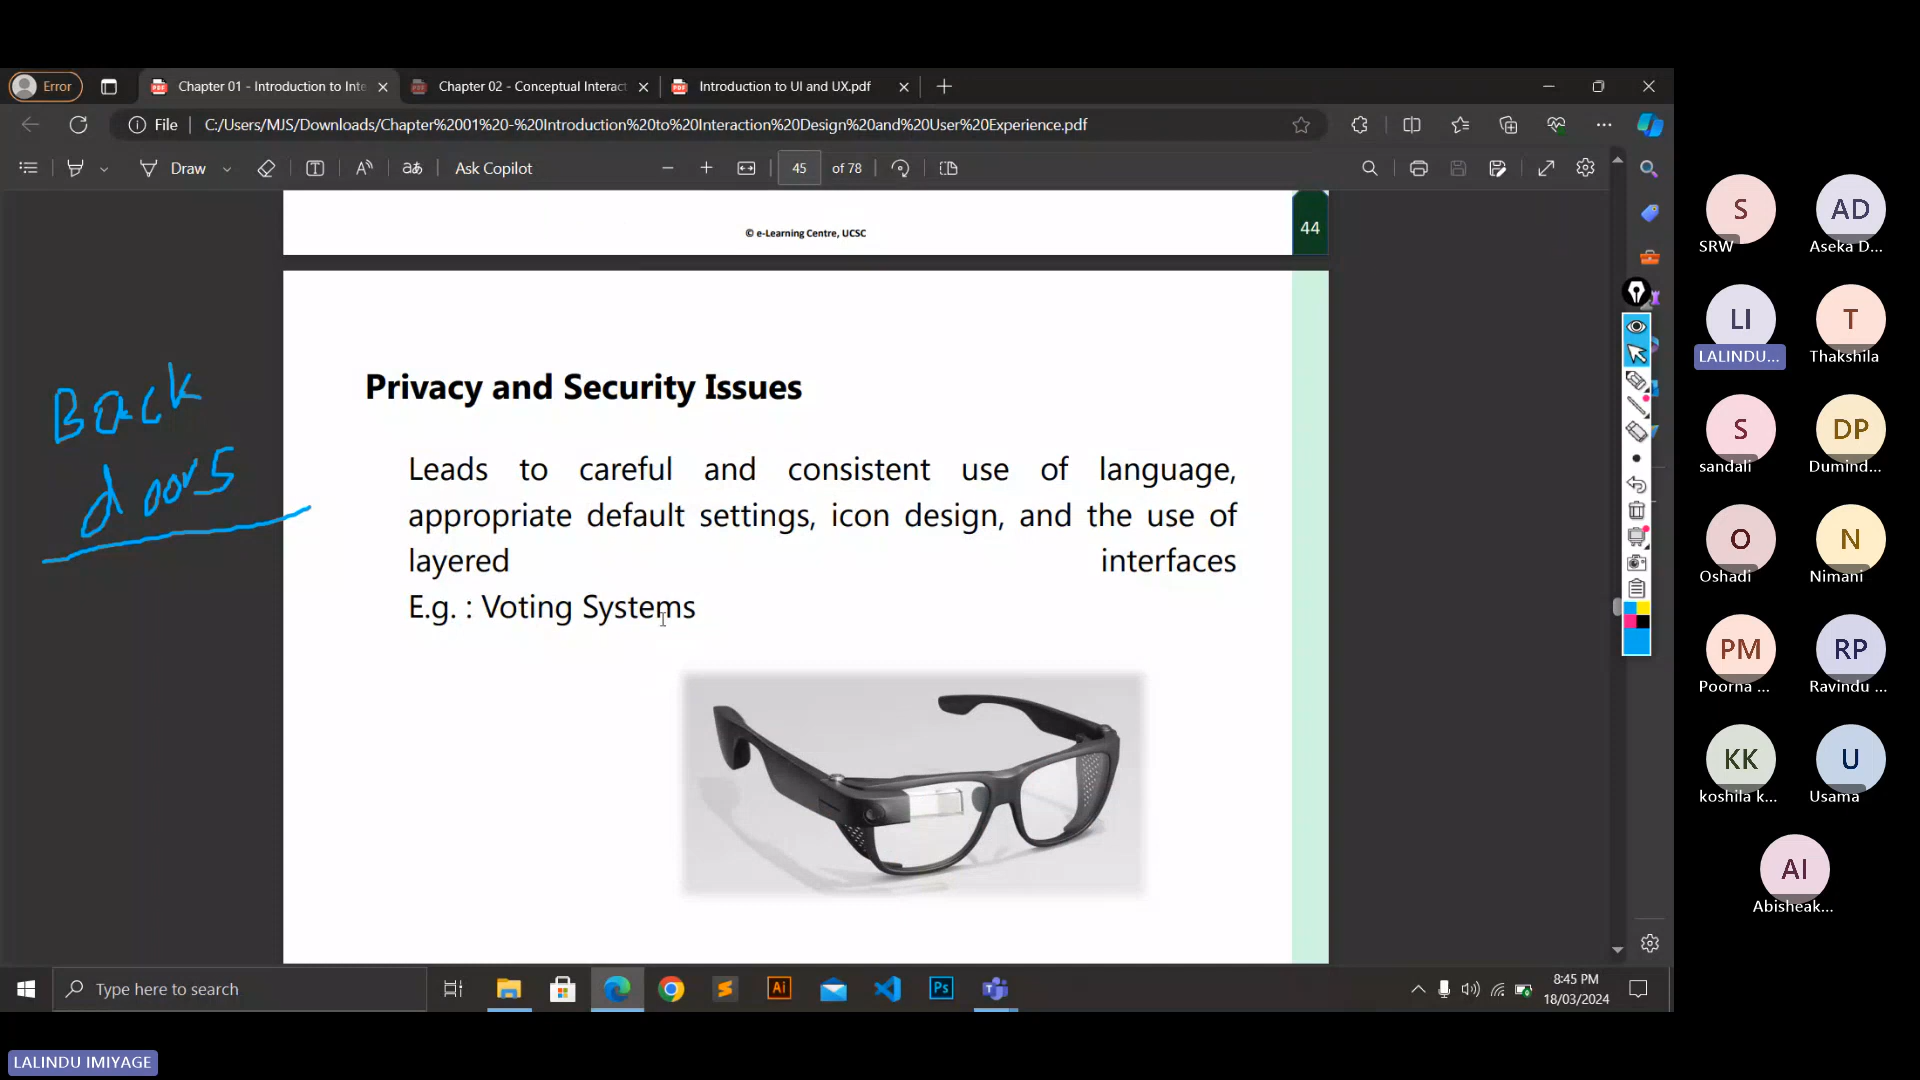 Error
Chapter 01 - Introduction to Inte
Chapter 02 - Conceptual Interact
Introduction to UI and UX.pdf
File
C:/Users/MJS/Downloads/Chapter%2001%20-%20Introduction%20to%20Interaction%20Design%20and%20User%20Experience.pdf
Draw
T
A
aあ
Ask Copilot
45
of 78
© e-Learning Centre, UCSC
44
Privacy and Security Issues
Leads to careful and consistent use of language,
appropriate default settings, icon design, and the use of
layered interfaces
E.g. : Voting Systems
Back
doors
S
SRW
AD
Aseka D...
LI
LALINDU...
T
Thakshila
S
sandali
DP
Dumind...
O
Oshadi
N
Nimani
PM
Poorna ...
RP
Ravindu ...
KK
koshila k...
U
Usama
AI
Abisheak...
Type here to search
Ai
Ps
8:45 PM
18/03/2024
LALINDU IMIYAGE